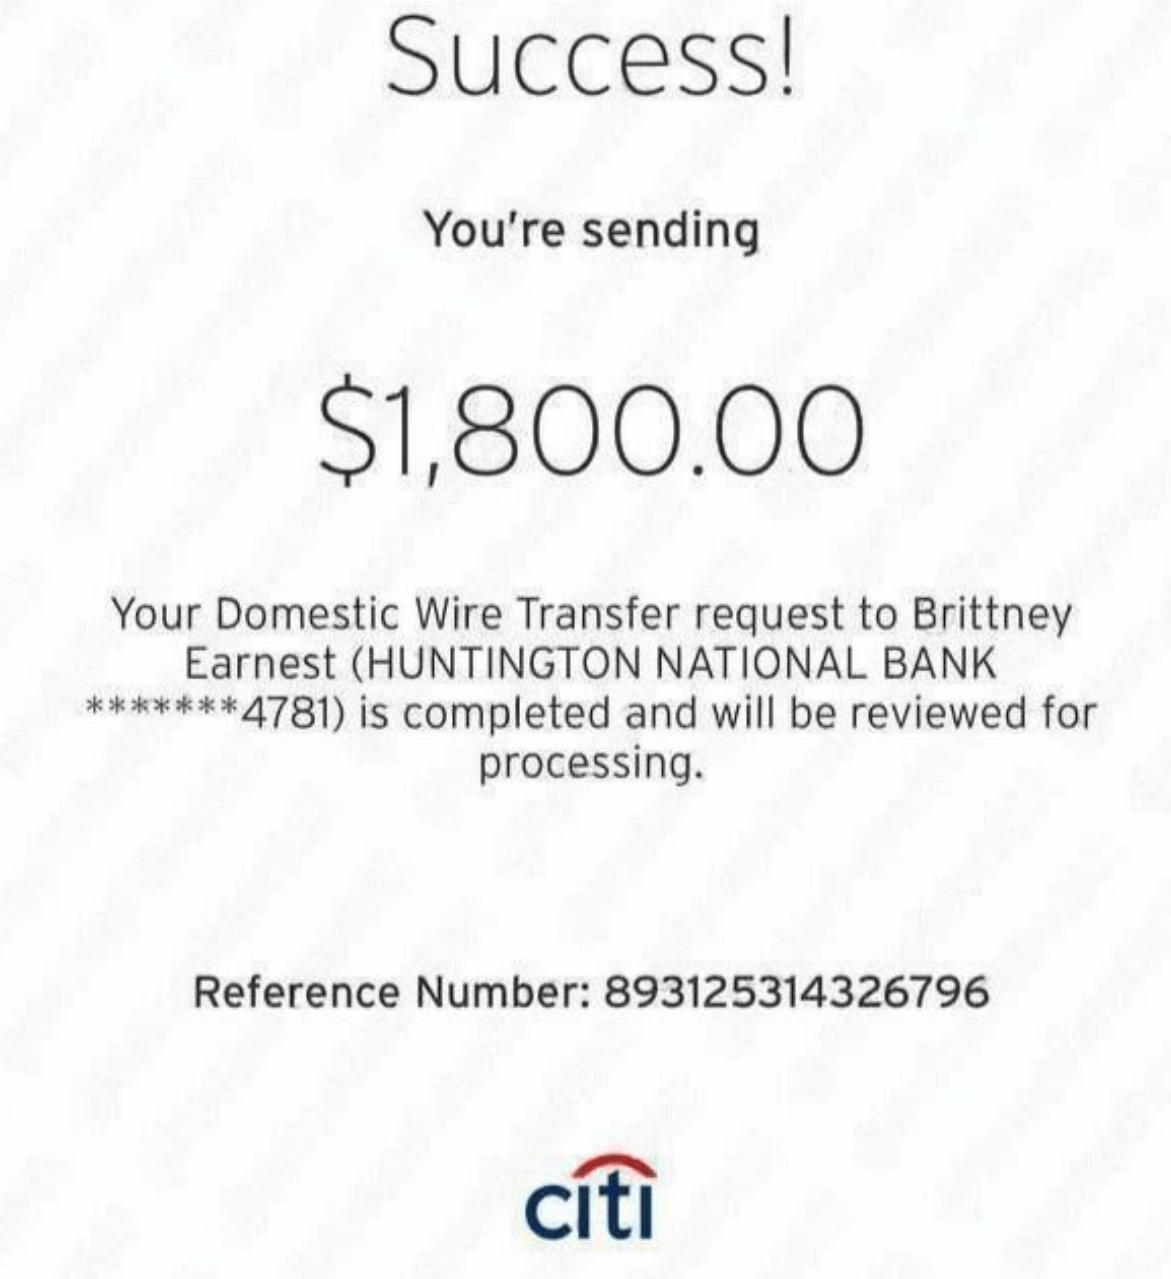 Success!
You're sending
$1,800.00
Your Domestic Wire Transfer request to Brittney
Earnest (HUNTINGTON NATIONAL BANK
*******4781) is completed and will be reviewed for
processing.
Reference Number: 893125314326796
citi